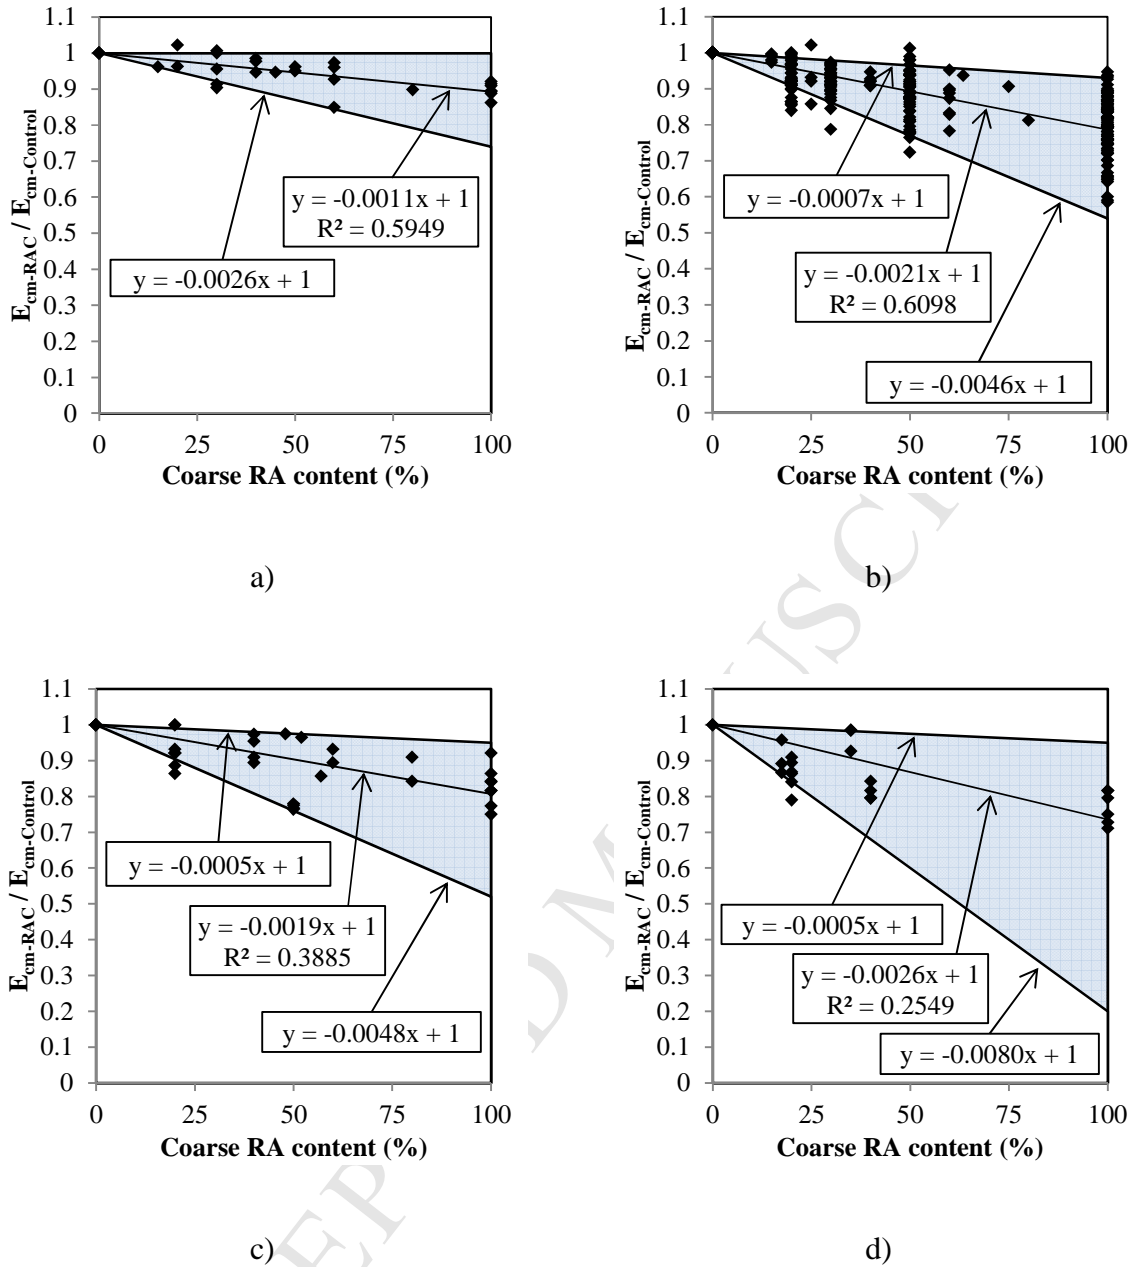 1.1
1
0.9
0.8
0.7
0.6
0.5
0.4
0.3
0.2
0.1
0
E_cm-RAC / E_cm-Control
y = -0.0011x + 1
R² = 0.5949
y = -0.0026x + 1
0 25 50 75 100
Coarse RA content (%)
a)
1.1
1
0.9
0.8
0.7
0.6
0.5
0.4
0.3
0.2
0.1
0
E_cm-RAC / E_cm-Control
y = -0.0007x + 1
y = -0.0021x + 1
R² = 0.6098
y = -0.0046x + 1
0 25 50 75 100
Coarse RA content (%)
b)
1.1
1
0.9
0.8
0.7
0.6
0.5
0.4
0.3
0.2
0.1
0
E_cm-RAC / E_cm-Control
y = -0.0005x + 1
y = -0.0019x + 1
R² = 0.3885
y = -0.0048x + 1
0 25 50 75 100
Coarse RA content (%)
c)
1.1
1
0.9
0.8
0.7
0.6
0.5
0.4
0.3
0.2
0.1
0
E_cm-RAC / E_cm-Control
y = -0.0005x + 1
y = -0.0026x + 1
R² = 0.2549
y = -0.0080x + 1
0 25 50 75 100
Coarse RA content (%)
d)